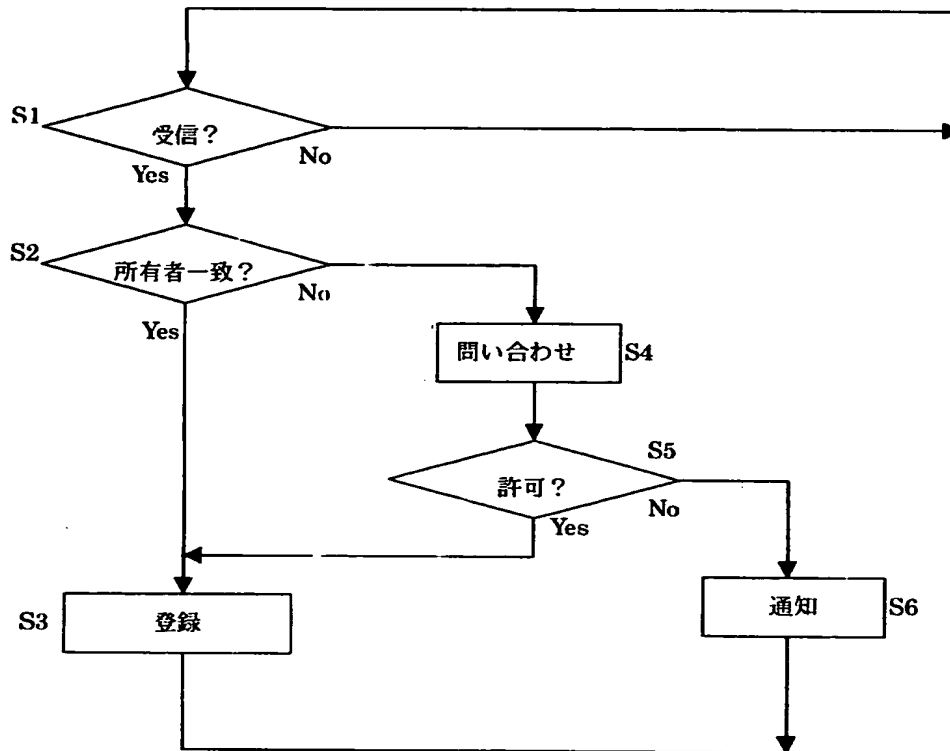 S1
受信？
Yes
No
S2
所有者一致？
No
Yes
問い合わせ
S4
S5
許可？
Yes
No
S3
登録
通知
S6